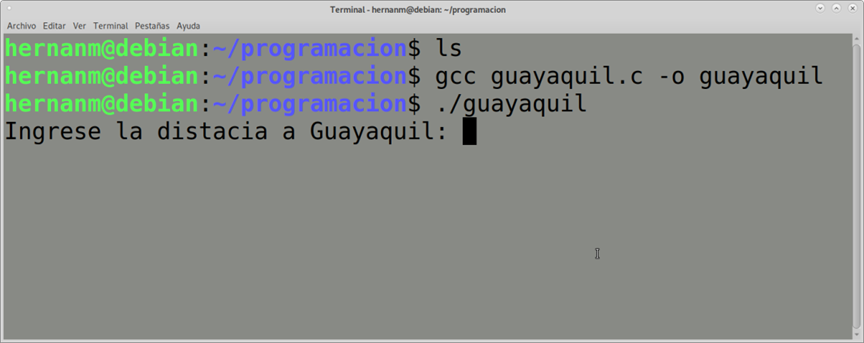 Terminal - hernanm@debian: ~/programacion
Archivo Editar Ver Terminal Pestañas Ayuda
hernanm@debian:~/programacion$ ls
hernanm@debian:~/programacion$ gcc guayaquil.c -o guayaquil
hernanm@debian:~/programacion$ ./guayaquil
Ingrese la distacia a Guayaquil: